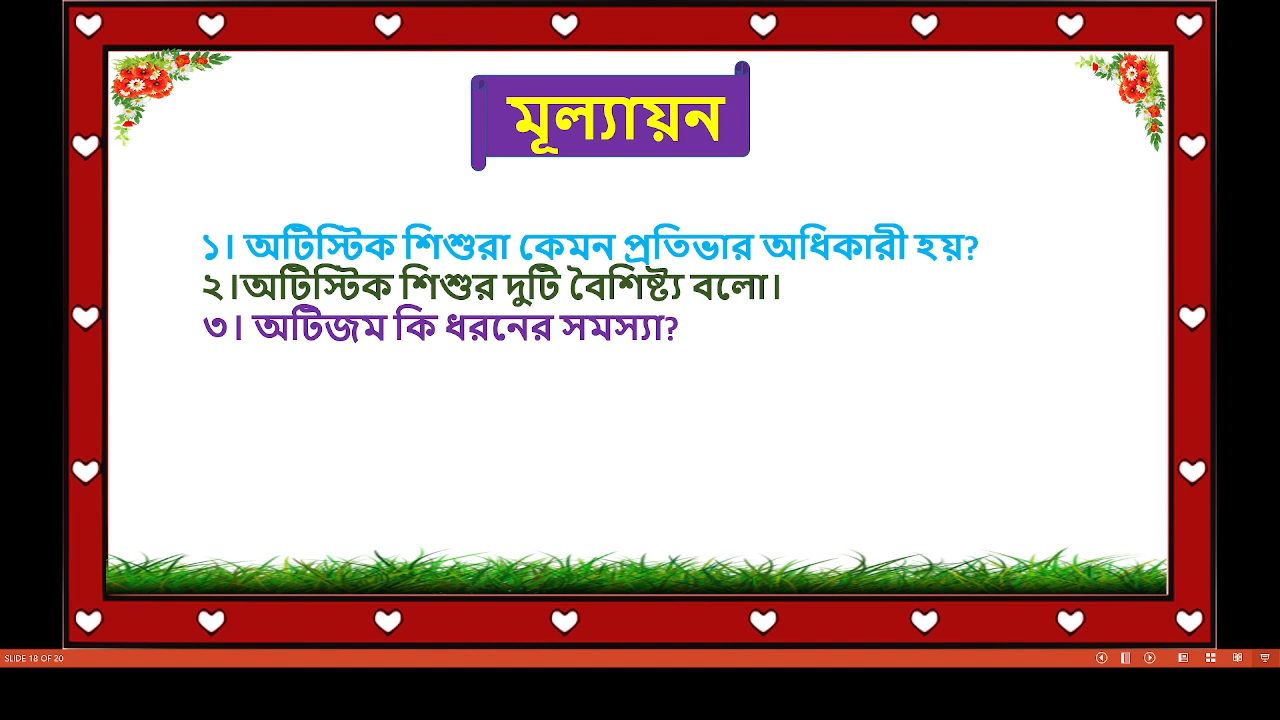 মূল্যায়ন
১। অটিস্টিক শিশুরা কেমন প্রতিভার অধিকারী হয়?
২।অটিস্টিক শিশুর দুটি বৈশিষ্ট্য বলো।
৩। অটিজম কি ধরনের সমস্যা?
SLIDE 18 OF 20